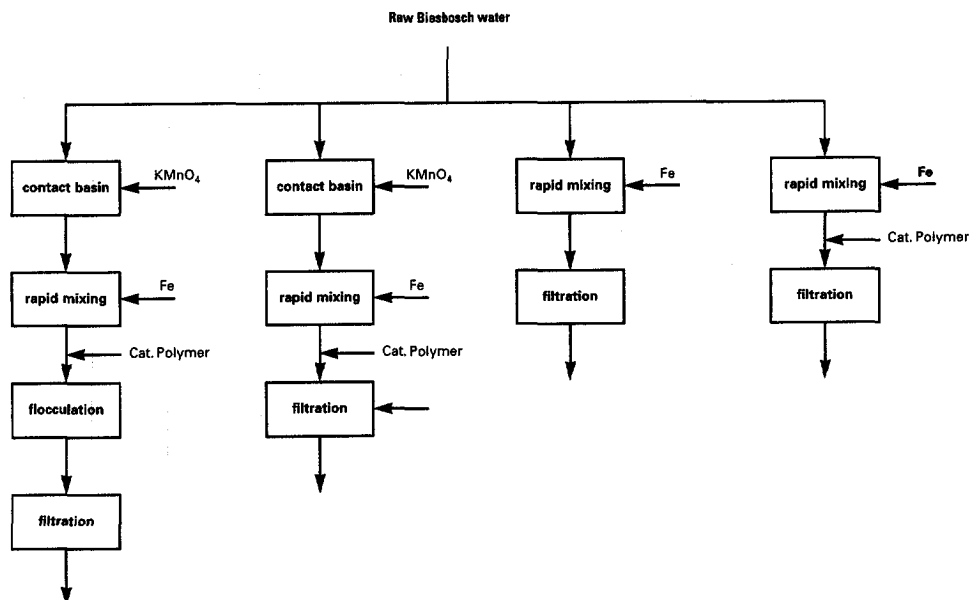 Raw Biesbosch water
contact basin
KMnO₄
rapid mixing
Fe
Cat. Polymer
flocculation
filtration
contact basin
KMnO₄
rapid mixing
Fe
Cat. Polymer
filtration
rapid mixing
Fe
filtration
rapid mixing
Fe
Cat. Polymer
filtration